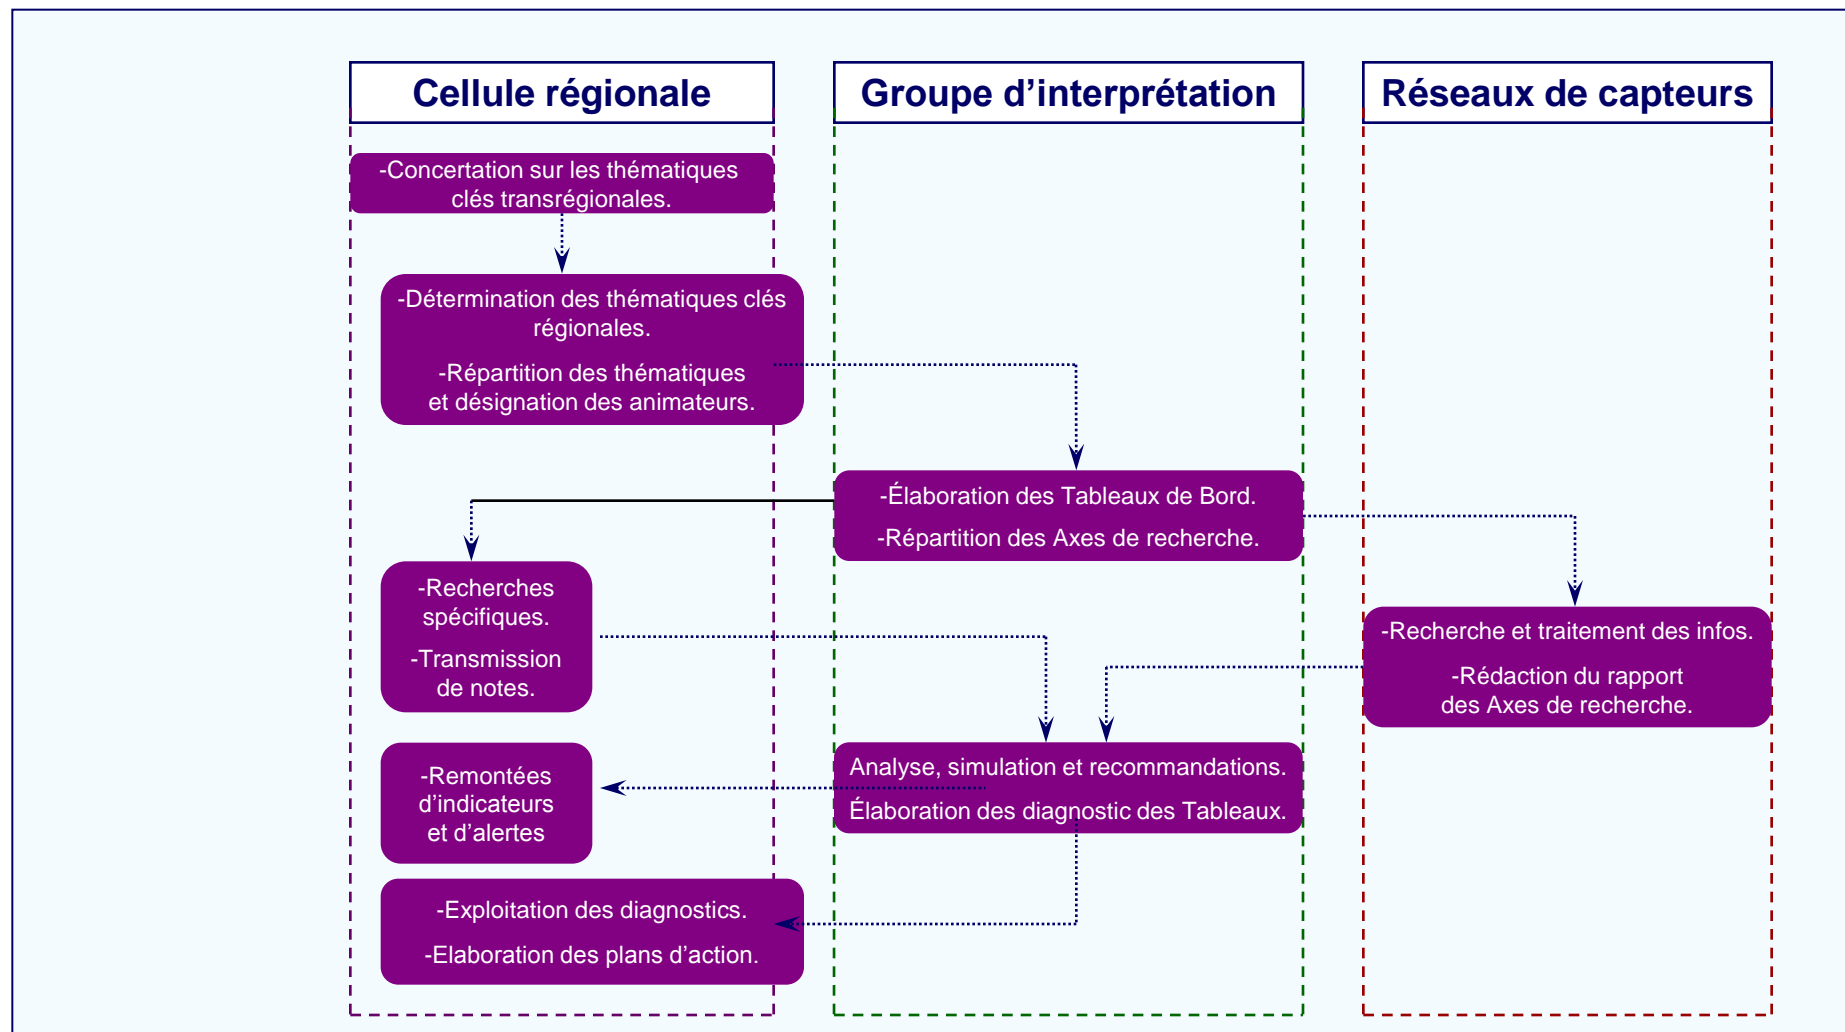 Cellule régionale
Groupe d’interprétation
Réseaux de capteurs
-Concertation sur les thématiques
clés transrégionales.
-Détermination des thématiques clés
régionales.
-Répartition des thématiques
et désignation des animateurs.
-Élaboration des Tableaux de Bord.
-Répartition des Axes de recherche.
-Recherches
spécifiques.
-Transmission
de notes.
-Recherche et traitement des infos.
-Rédaction du rapport
des Axes de recherche.
-Remontées
d’indicateurs
et d’alertes
Analyse, simulation et recommandations.
Élaboration des diagnostic des Tableaux.
-Exploitation des diagnostics.
-Elaboration des plans d’action.